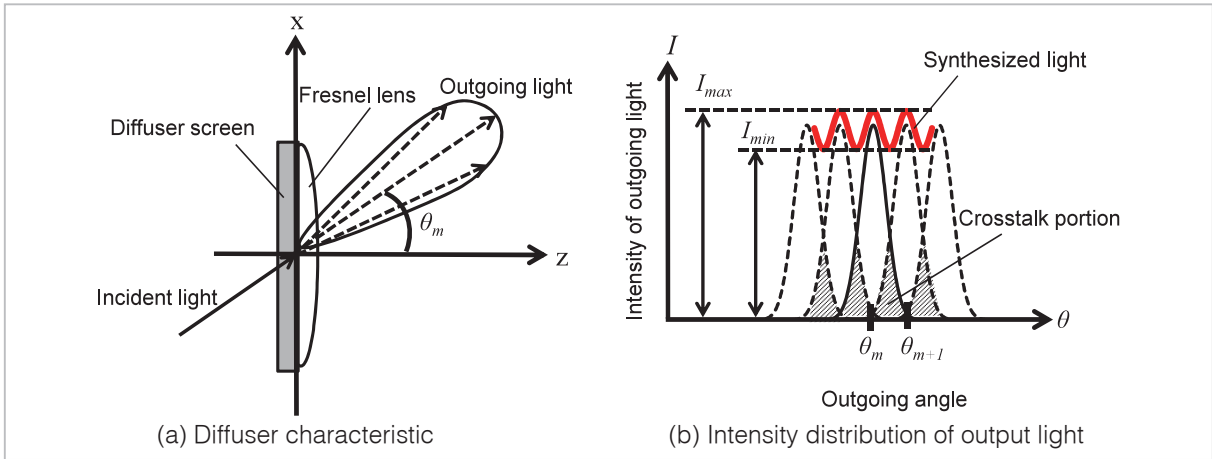 x
Fresnel lens
Outgoing light
Diffuser screen
θm
z
Incident light
(a) Diffuser characteristic
I
Synthesized light
Imax
Imin
Intensity of outgoing light
Crosstalk portion
θ
θm
θm+1
Outgoing angle
(b) Intensity distribution of output light